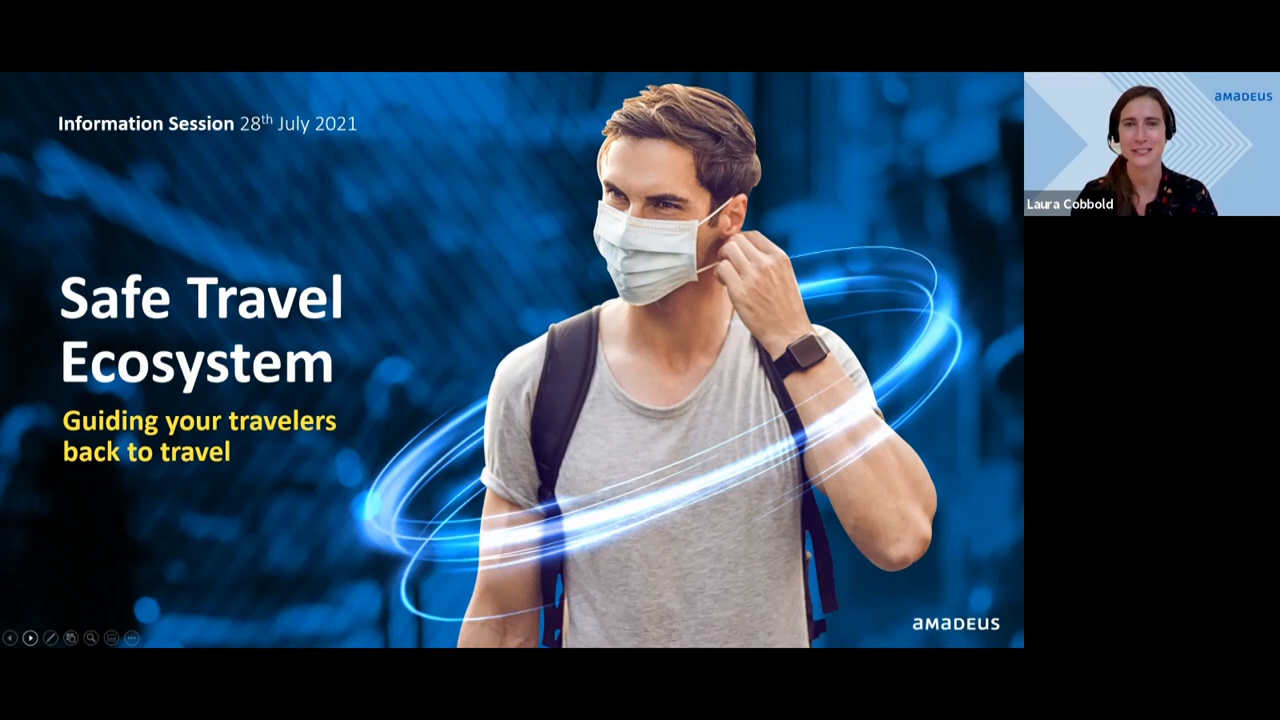 Information Session 28th July 2021
Safe Travel
Ecosystem
Guiding your travelers
back to travel
amaDEUS
amaDEUS
Laura Cobbold